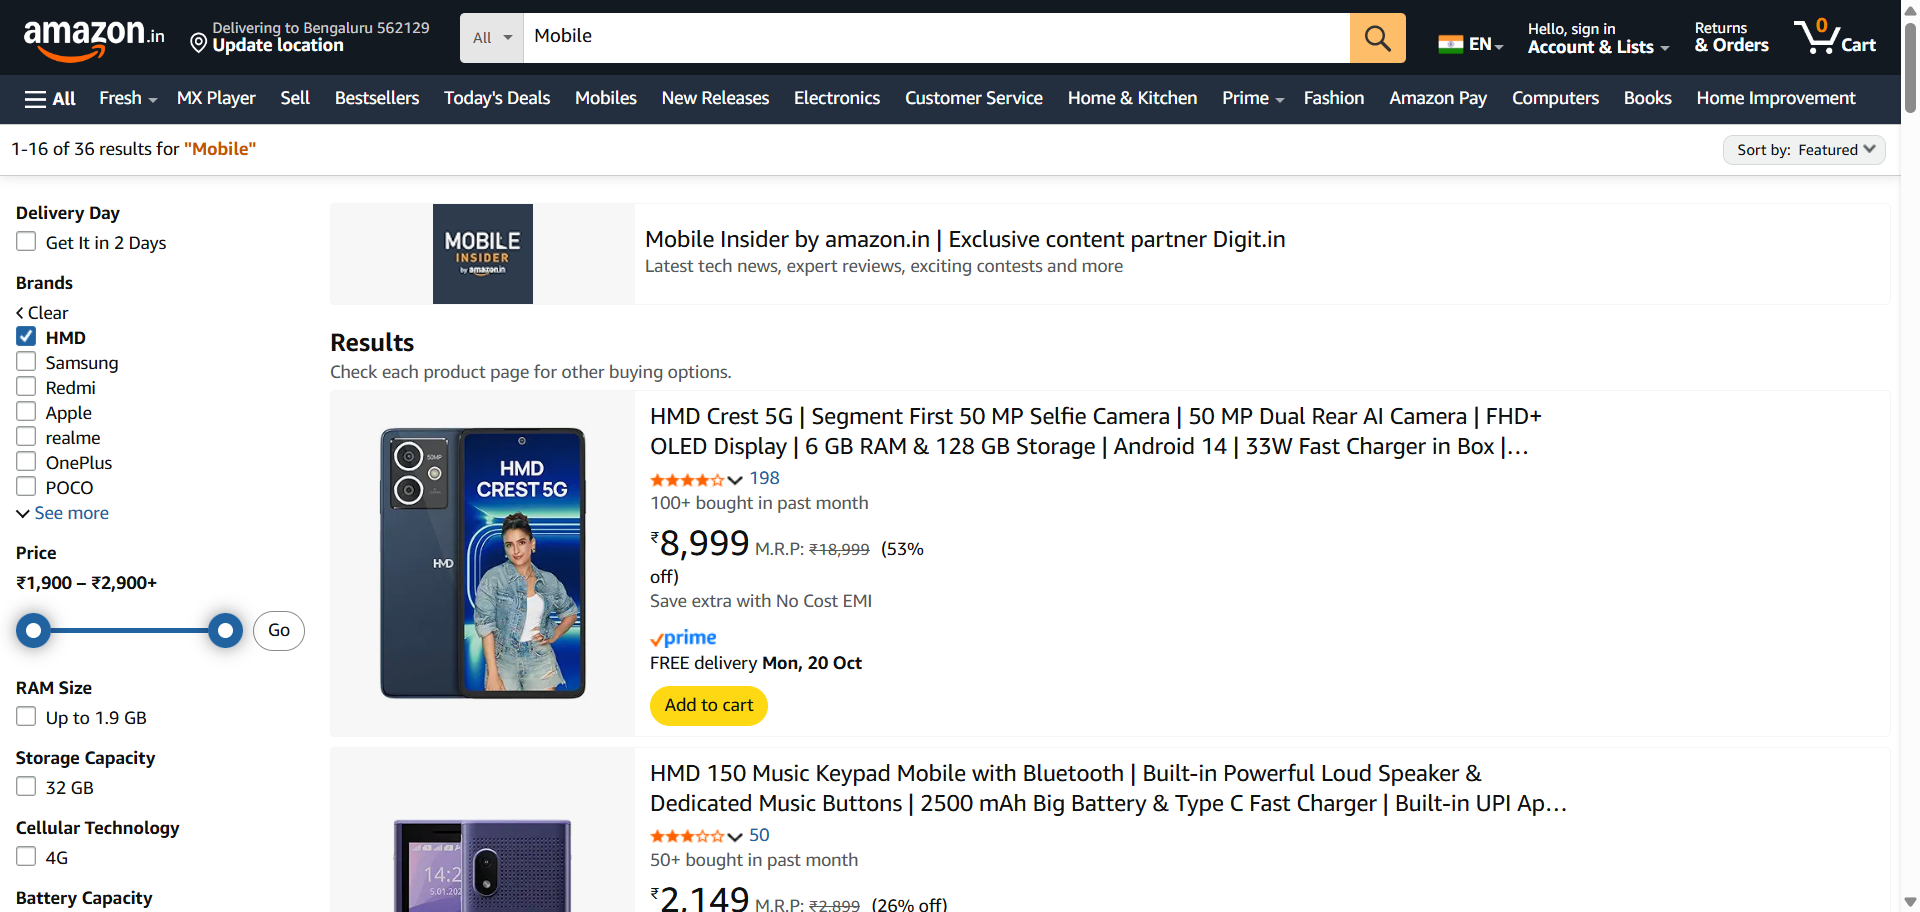 amazon.in
Delivering to Bengaluru 562129
Update location
All
Mobile
EN
Hello, sign in
Account & Lists
Returns
& Orders
0
Cart
All
Fresh
MX Player
Sell
Bestsellers
Today's Deals
Mobiles
New Releases
Electronics
Customer Service
Home & Kitchen
Prime
Fashion
Amazon Pay
Computers
Books
Home Improvement
1-16 of 36 results for "Mobile"
Sort by: Featured
Delivery Day
Get It in 2 Days
Brands
Clear
HMD
Samsung
Redmi
Apple
realme
OnePlus
POCO
See more
Price
₹1,900 – ₹2,900+
Go
RAM Size
Up to 1.9 GB
Storage Capacity
32 GB
Cellular Technology
4G
Battery Capacity
MOBILE
INSIDER
by amazon.in
Mobile Insider by amazon.in | Exclusive content partner Digit.in
Latest tech news, expert reviews, exciting contests and more
Results
Check each product page for other buying options.
50MP
HMD
HMD
CREST 5G
HMD Crest 5G | Segment First 50 MP Selfie Camera | 50 MP Dual Rear AI Camera | FHD+
OLED Display | 6 GB RAM & 128 GB Storage | Android 14 | 33W Fast Charger in Box |...
198
100+ bought in past month
₹8,999 M.R.P: ₹18,999 (53%
off)
Save extra with No Cost EMI
prime
FREE delivery Mon, 20 Oct
Add to cart
14:2
5.01.202
HMD 150 Music Keypad Mobile with Bluetooth | Built-in Powerful Loud Speaker &
Dedicated Music Buttons | 2500 mAh Big Battery & Type C Fast Charger | Built-in UPI Ap...
50
50+ bought in past month
₹2,149 M.R.P: ₹2,899 (26% off)